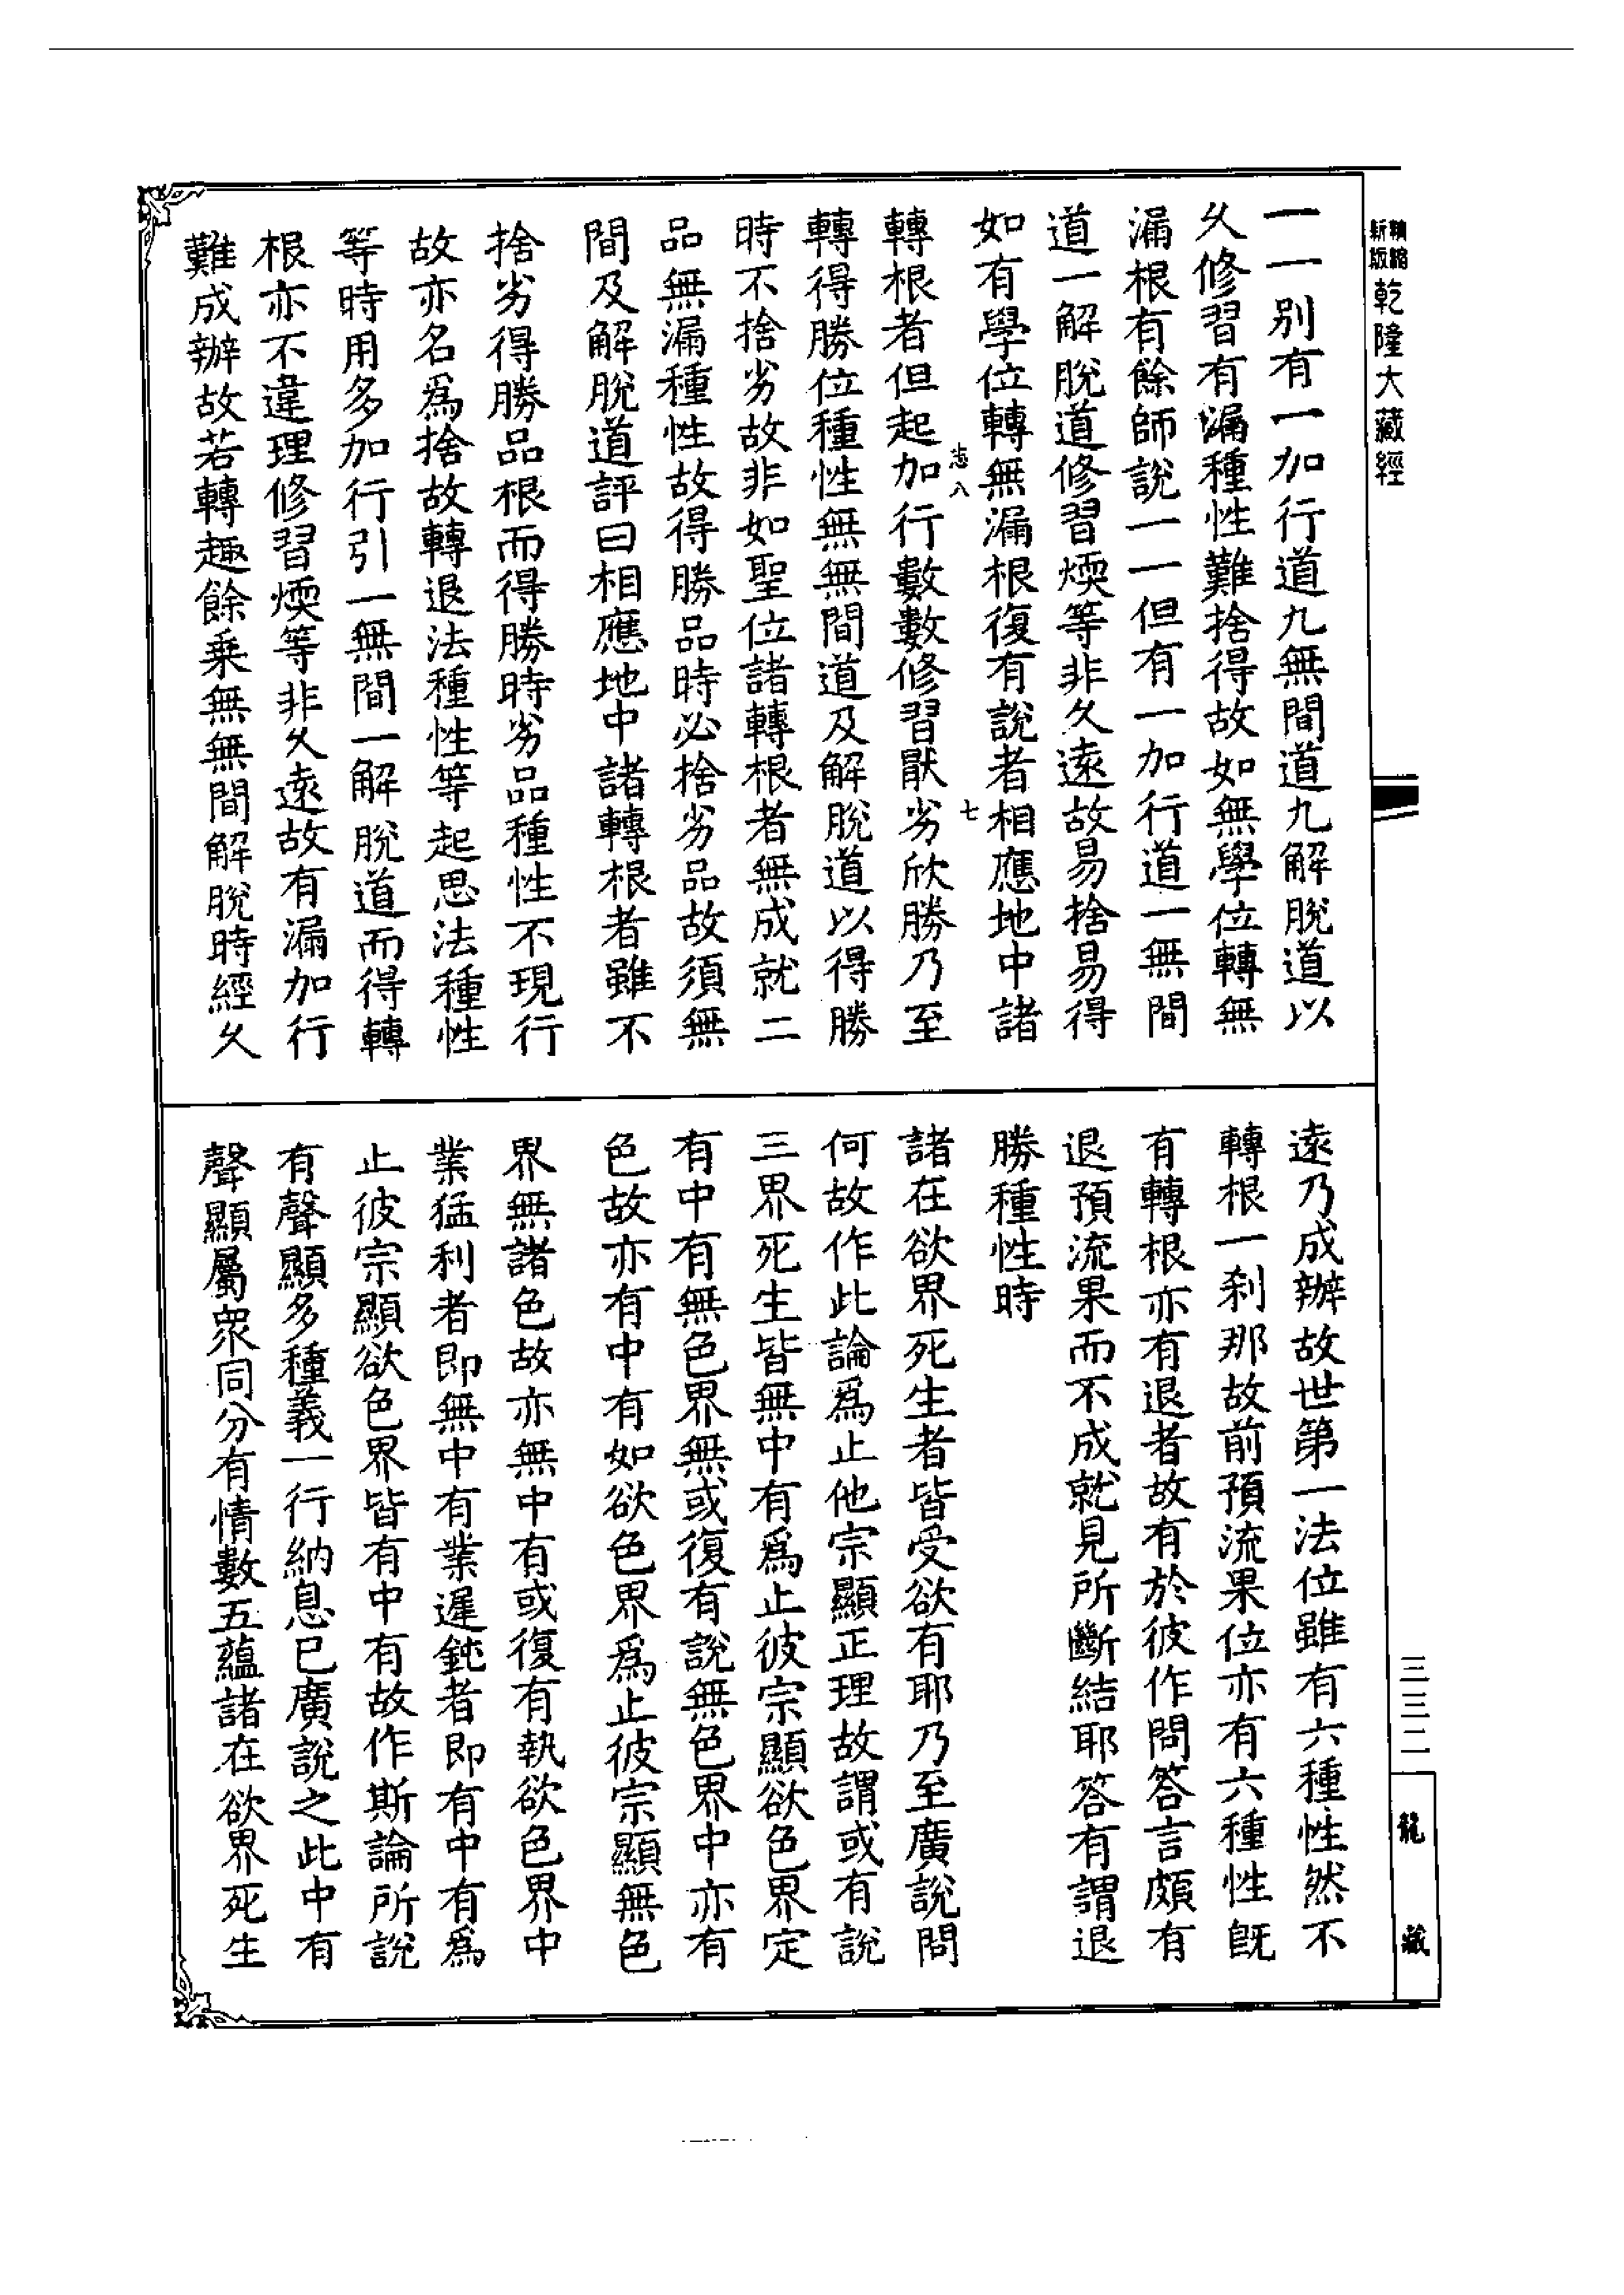 新版精縮乾隆大藏經
一一別有一加行道九無間道九解脫道以
久修習有漏種性難捨得故如無學位轉無
漏根有餘師說一一但有一加行道一無間
道一解脫道修習煗等非久遠故易捨易得
如有學位轉無漏根復有說者相應地中諸
志八
七
轉根者但起加行數數修習猒劣欣勝乃至
轉得勝位種性無無間道及解脫道以得勝
時不捨劣故非如聖位諸轉根者無成就二
品無漏種性故得勝品時必捨劣品故須無
間及解脫道評曰相應地中諸轉根者雖不
捨劣得勝品根而得勝時劣品種性不現行
故亦名爲捨故轉退法種性等起思法種性
等時用多加行引一無間一解脫道而得轉
根亦不違理修習煗等非久遠故有漏加行
難成辦故若轉趣餘乘無無間解脫時經久
遠乃成辦故世第一法位雖有六種性然不
轉根一刹那故前預流果位亦有六種性旣
有轉根亦有退者故有於彼作問答言頗有
退預流果而不成就見所斷結耶答有謂退
勝種性時
諸在欲界死生者皆受欲有耶乃至廣說問
何故作此論爲止他宗顯正理故謂或有說
三界死生皆無中有爲止彼宗顯欲色界定
有中有無色界無或復有說無色界中亦有
色故亦有中有如欲色界爲止彼宗顯無色
界無諸色故亦無中有或復有執欲色界中
業猛利者即無中有業遲鈍者即有中有爲
止彼宗顯欲色界皆有中有故作斯論所說
有聲顯多種義一行納息已廣說之此中有
聲顯屬衆同分有情數五蘊諸在欲界死生
三三二
龍藏